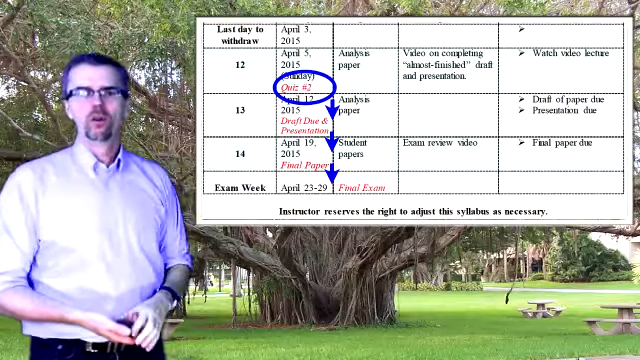 Last day to withdraw
April 3, 2015
12
April 5, 2015 (Sunday)
Quiz #2
Analysis paper
Video on completing "almost-finished" draft and presentation.
Watch video lecture
13
April 12, 2015
Draft Due & Presentation
Analysis paper
Draft of paper due
Presentation due
14
April 19, 2015
Final Paper
Student papers
Exam review video
Final paper due
Exam Week
April 23-29
Final Exam
Instructor reserves the right to adjust this syllabus as necessary.